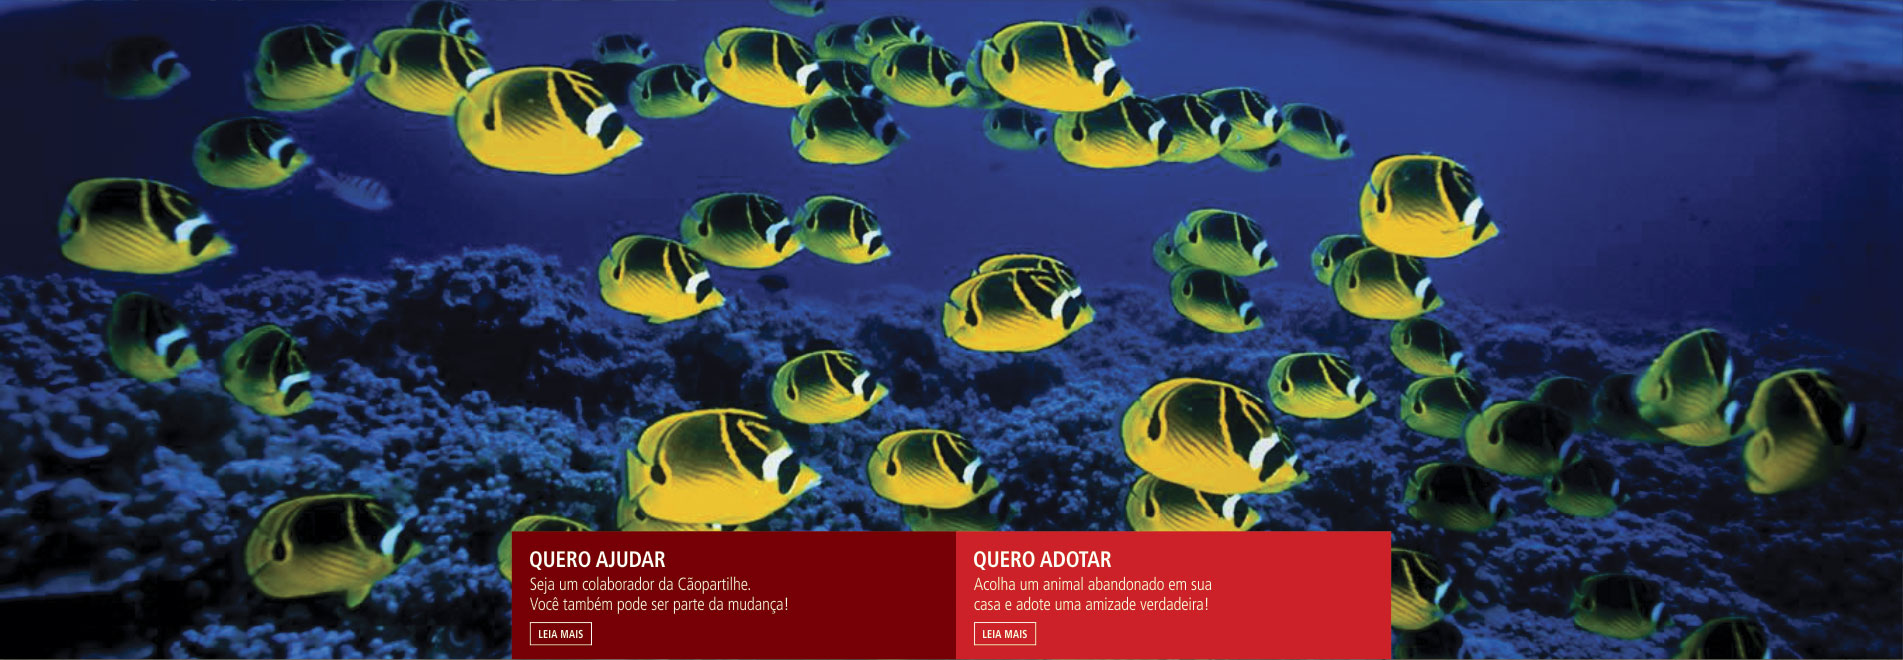 QUERO AJUDAR
Seja um colaborador da Cãopartilhe.
Você também pode ser parte da mudança!
LEIA MAIS
QUERO ADOTAR
Acolha um animal abandonado em sua
casa e adote uma amizade verdadeira!
LEIA MAIS